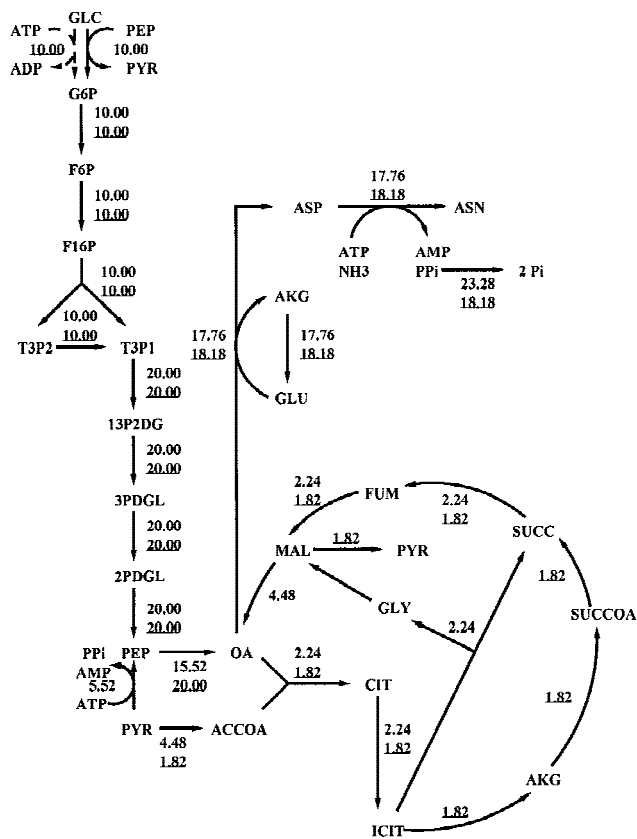 GLC
ATP PEP
10.00 10.00
ADP PYR
G6P
10.00
10.00
F6P
10.00
10.00
F16P
10.00
10.00
10.00
10.00
T3P2 T3P1
20.00
20.00
13P2DG
20.00
20.00
3PDGL
20.00
20.00
2PDGL
20.00
20.00
PPi PEP
AMP
5.52
ATP
15.52
20.00
OA
PYR
4.48
1.82
ACCOA
17.76
18.18
AKG
17.76
18.18
GLU
ASP
17.76
18.18
ASN
ATP AMP
NH3 PPi
2 Pi
23.28
18.18
2.24
1.82
FUM
2.24
1.82
SUCC
MAL
1.82
PYR
4.48
GLY
2.24
1.82
SUCCOA
2.24
1.82
CIT
2.24
1.82
1.82
AKG
ICIT
1.82